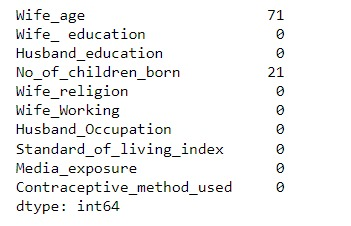 Wife_age 71
Wife_ education 0
Husband_education 0
No_of_children_born 21
Wife_religion 0
Wife_Working 0
Husband_Occupation 0
Standard_of_living_index 0
Media_exposure 0
Contraceptive_method_used 0
dtype: int64